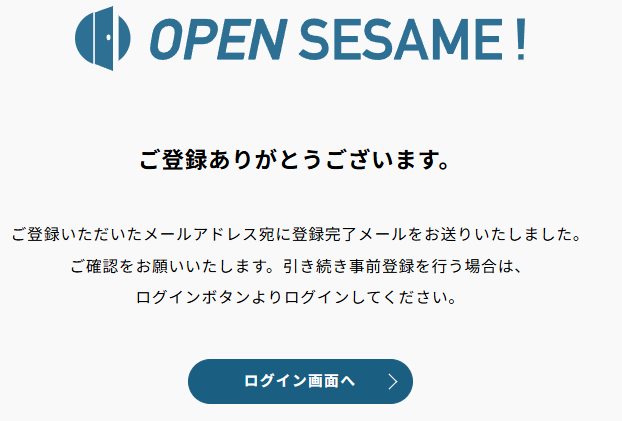 OPEN SESAME!
ご登録ありがとうございます。
ご登録いただいたメールアドレス宛に登録完了メールをお送りいたしました。
ご確認をお願いいたします。引き続き事前登録を行う場合は、
ログインボタンよりログインしてください。
ログイン画面へ